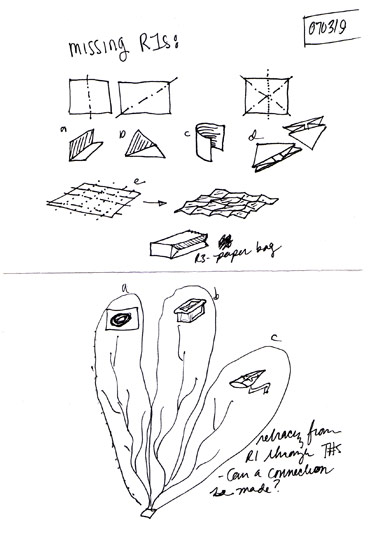 missing R1s:
070319
a
b
c
d
e
R3-paper bag
a
b
c
retracing from
R1 through THS
- Can a connection
be made?